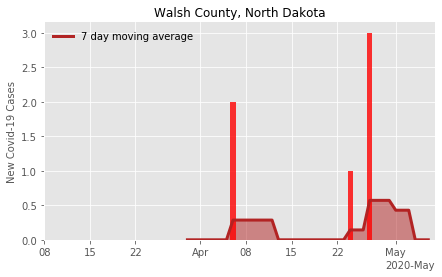 Walsh County, North Dakota
7 day moving average
New Covid-19 Cases
3.0
2.5
2.0
1.5
1.0
0.5
0.0
08 15 22 Apr 08 15 22 May
2020-May